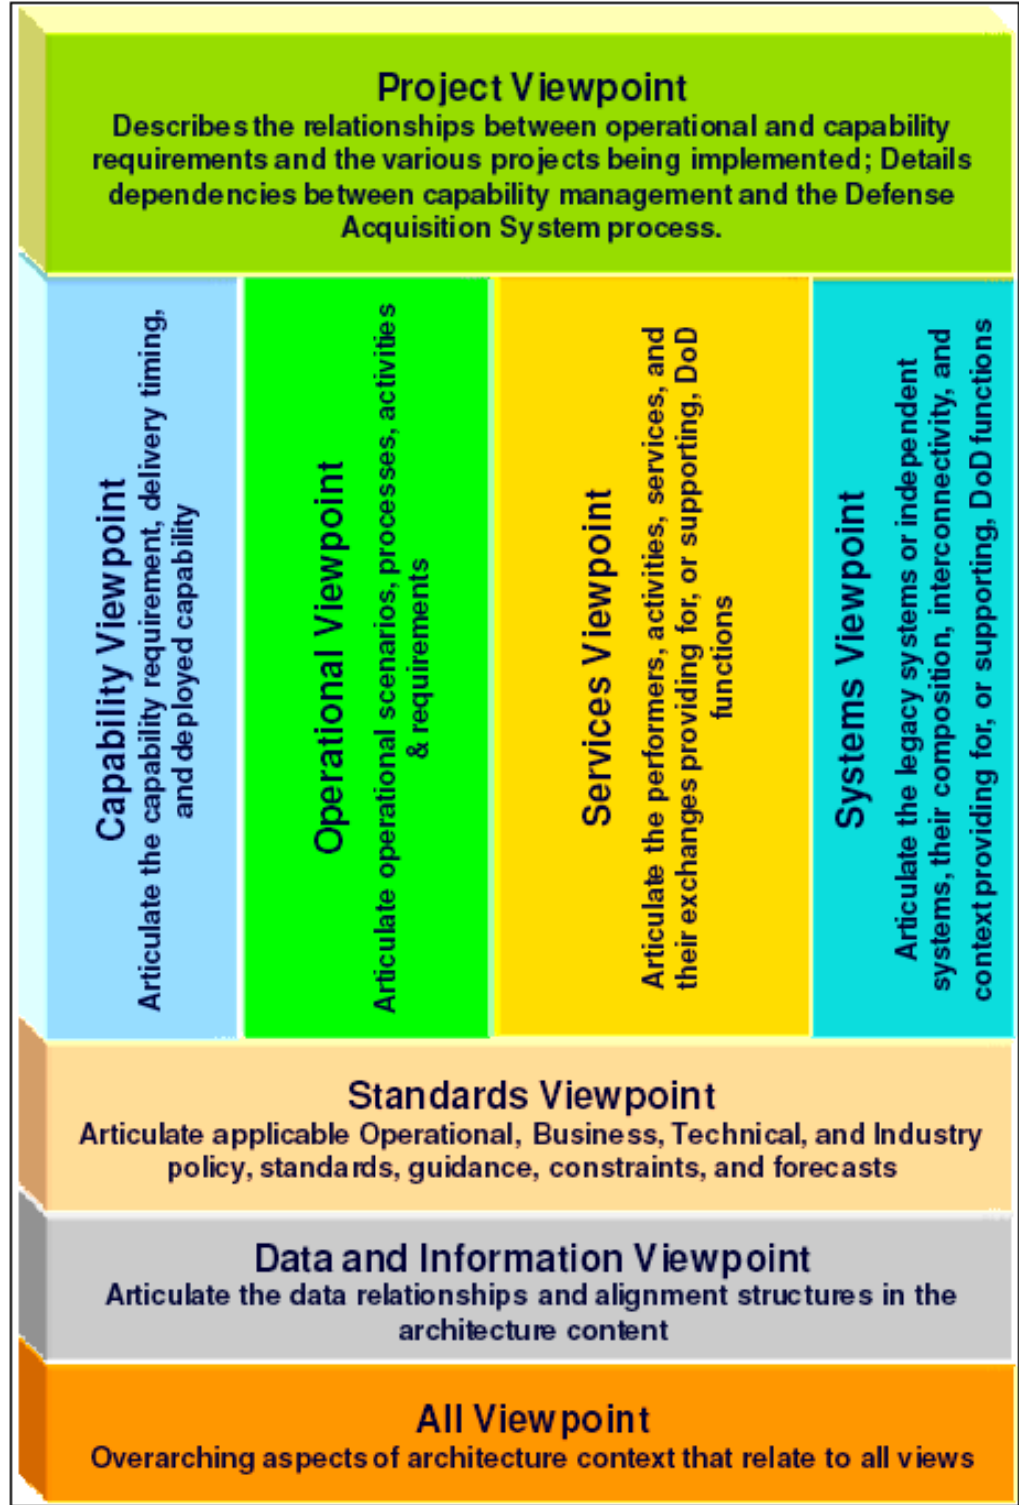 Project Viewpoint
Describes the relationships between operational and capability
requirements and the various projects being implemented; Details
dependencies between capability management and the Defense
Acquisition System process.
Capability Viewpoint
Articulate the capability requirement, delivery timing,
and deployed capability
Operational Viewpoint
Articulate operational scenarios, processes, activities
& requirements
Services Viewpoint
Articulate the performers, activities, services, and
their exchanges providing for, or supporting, DoD
functions
Systems Viewpoint
Articulate the legacy systems or independent
systems, their composition, interconnectivity, and
context providing for, or supporting, DoD functions
Standards Viewpoint
Articulate applicable Operational, Business, Technical, and Industry
policy, standards, guidance, constraints, and forecasts
Data and Information Viewpoint
Articulate the data relationships and alignment structures in the
architecture content
All Viewpoint
Overarching aspects of architecture context that relate to all views